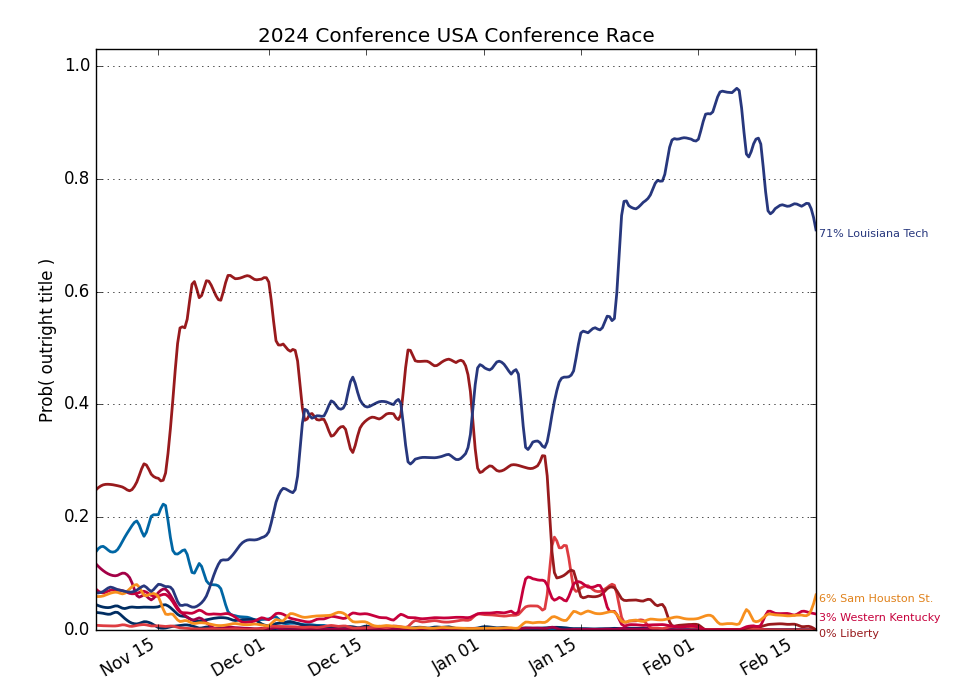 2024 Conference USA Conference Race
Prob( outright title )
1.0
0.8
0.6
0.4
0.2
0.0
71% Louisiana Tech
6% Sam Houston St.
3% Western Kentucky
0% Liberty
Nov 15
Dec 01
Dec 15
Jan 01
Jan 15
Feb 01
Feb 15